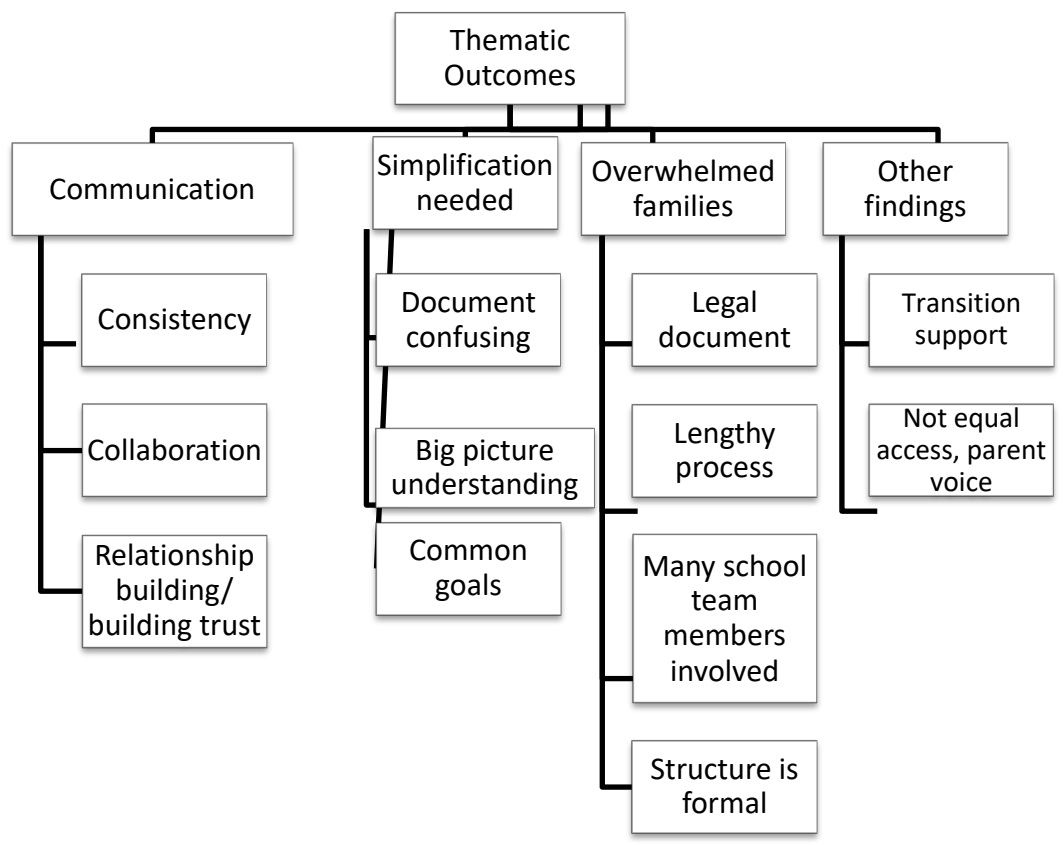 Thematic
Outcomes
Communication
Consistency
Collaboration
Relationship
building/
building trust
Simplification
needed
Document
confusing
Big picture
understanding
Common
goals
Overwhelmed
families
Legal
document
Lengthy
process
Many school
team
members
involved
Structure is
formal
Other
findings
Transition
support
Not equal
access, parent
voice